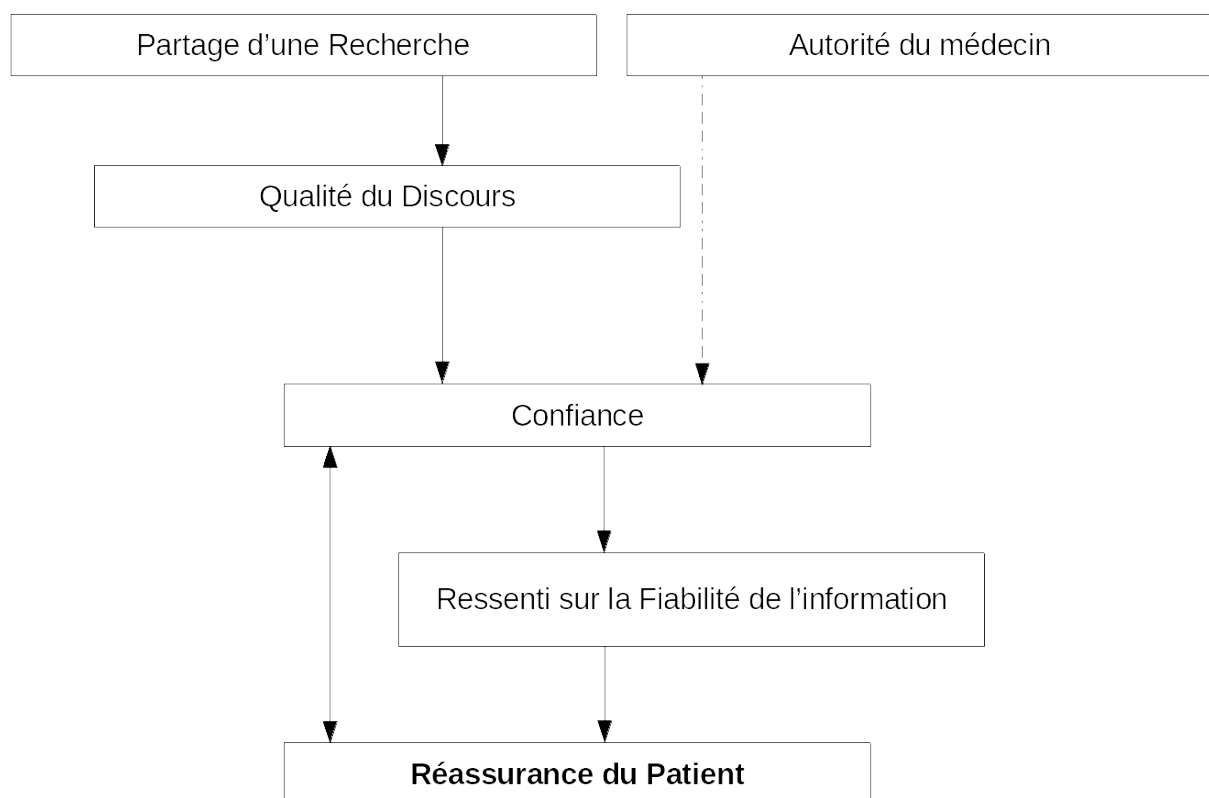 Partage d’une Recherche
Autorité du médecin
Qualité du Discours
Confiance
Ressenti sur la Fiabilité de l’information
Réassurance du Patient